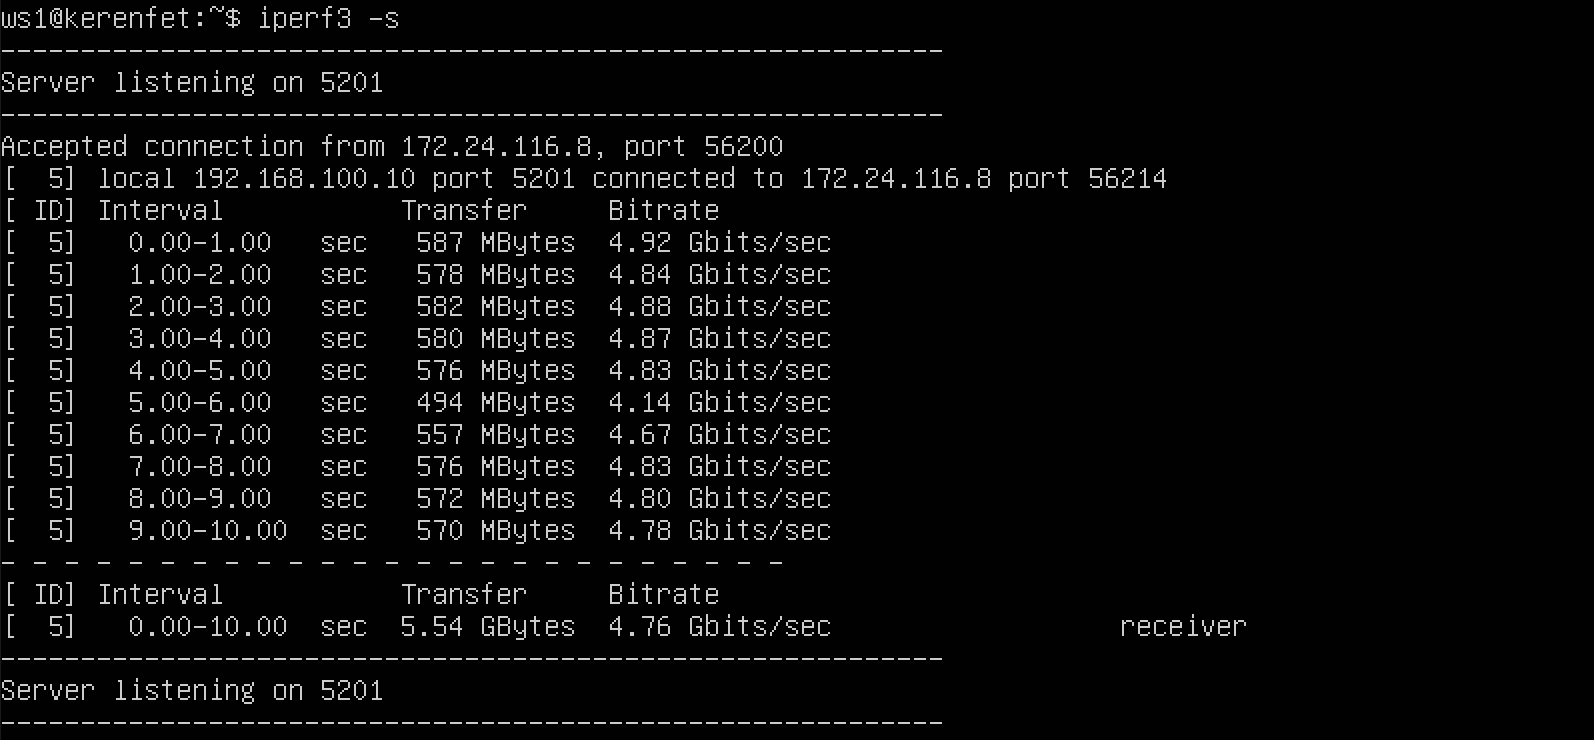 ws1@kerenfet:~$ iperf3 -s
-----------------------------------------------------------
Server listening on 5201
-----------------------------------------------------------
Accepted connection from 172.24.116.8, port 56200
[  5] local 192.168.100.10 port 5201 connected to 172.24.116.8 port 56214
[ ID] Interval           Transfer     Bitrate
[  5]   0.00-1.00   sec   587 MBytes  4.92 Gbits/sec
[  5]   1.00-2.00   sec   578 MBytes  4.84 Gbits/sec
[  5]   2.00-3.00   sec   582 MBytes  4.88 Gbits/sec
[  5]   3.00-4.00   sec   580 MBytes  4.87 Gbits/sec
[  5]   4.00-5.00   sec   576 MBytes  4.83 Gbits/sec
[  5]   5.00-6.00   sec   494 MBytes  4.14 Gbits/sec
[  5]   6.00-7.00   sec   557 MBytes  4.67 Gbits/sec
[  5]   7.00-8.00   sec   576 MBytes  4.83 Gbits/sec
[  5]   8.00-9.00   sec   572 MBytes  4.80 Gbits/sec
[  5]   9.00-10.00  sec   570 MBytes  4.78 Gbits/sec
- - - - - - - - - - - - - - - - - - - - - - - - -
[ ID] Interval           Transfer     Bitrate
[  5]   0.00-10.00  sec  5.54 GBytes  4.76 Gbits/sec                  receiver
-----------------------------------------------------------
Server listening on 5201
-----------------------------------------------------------